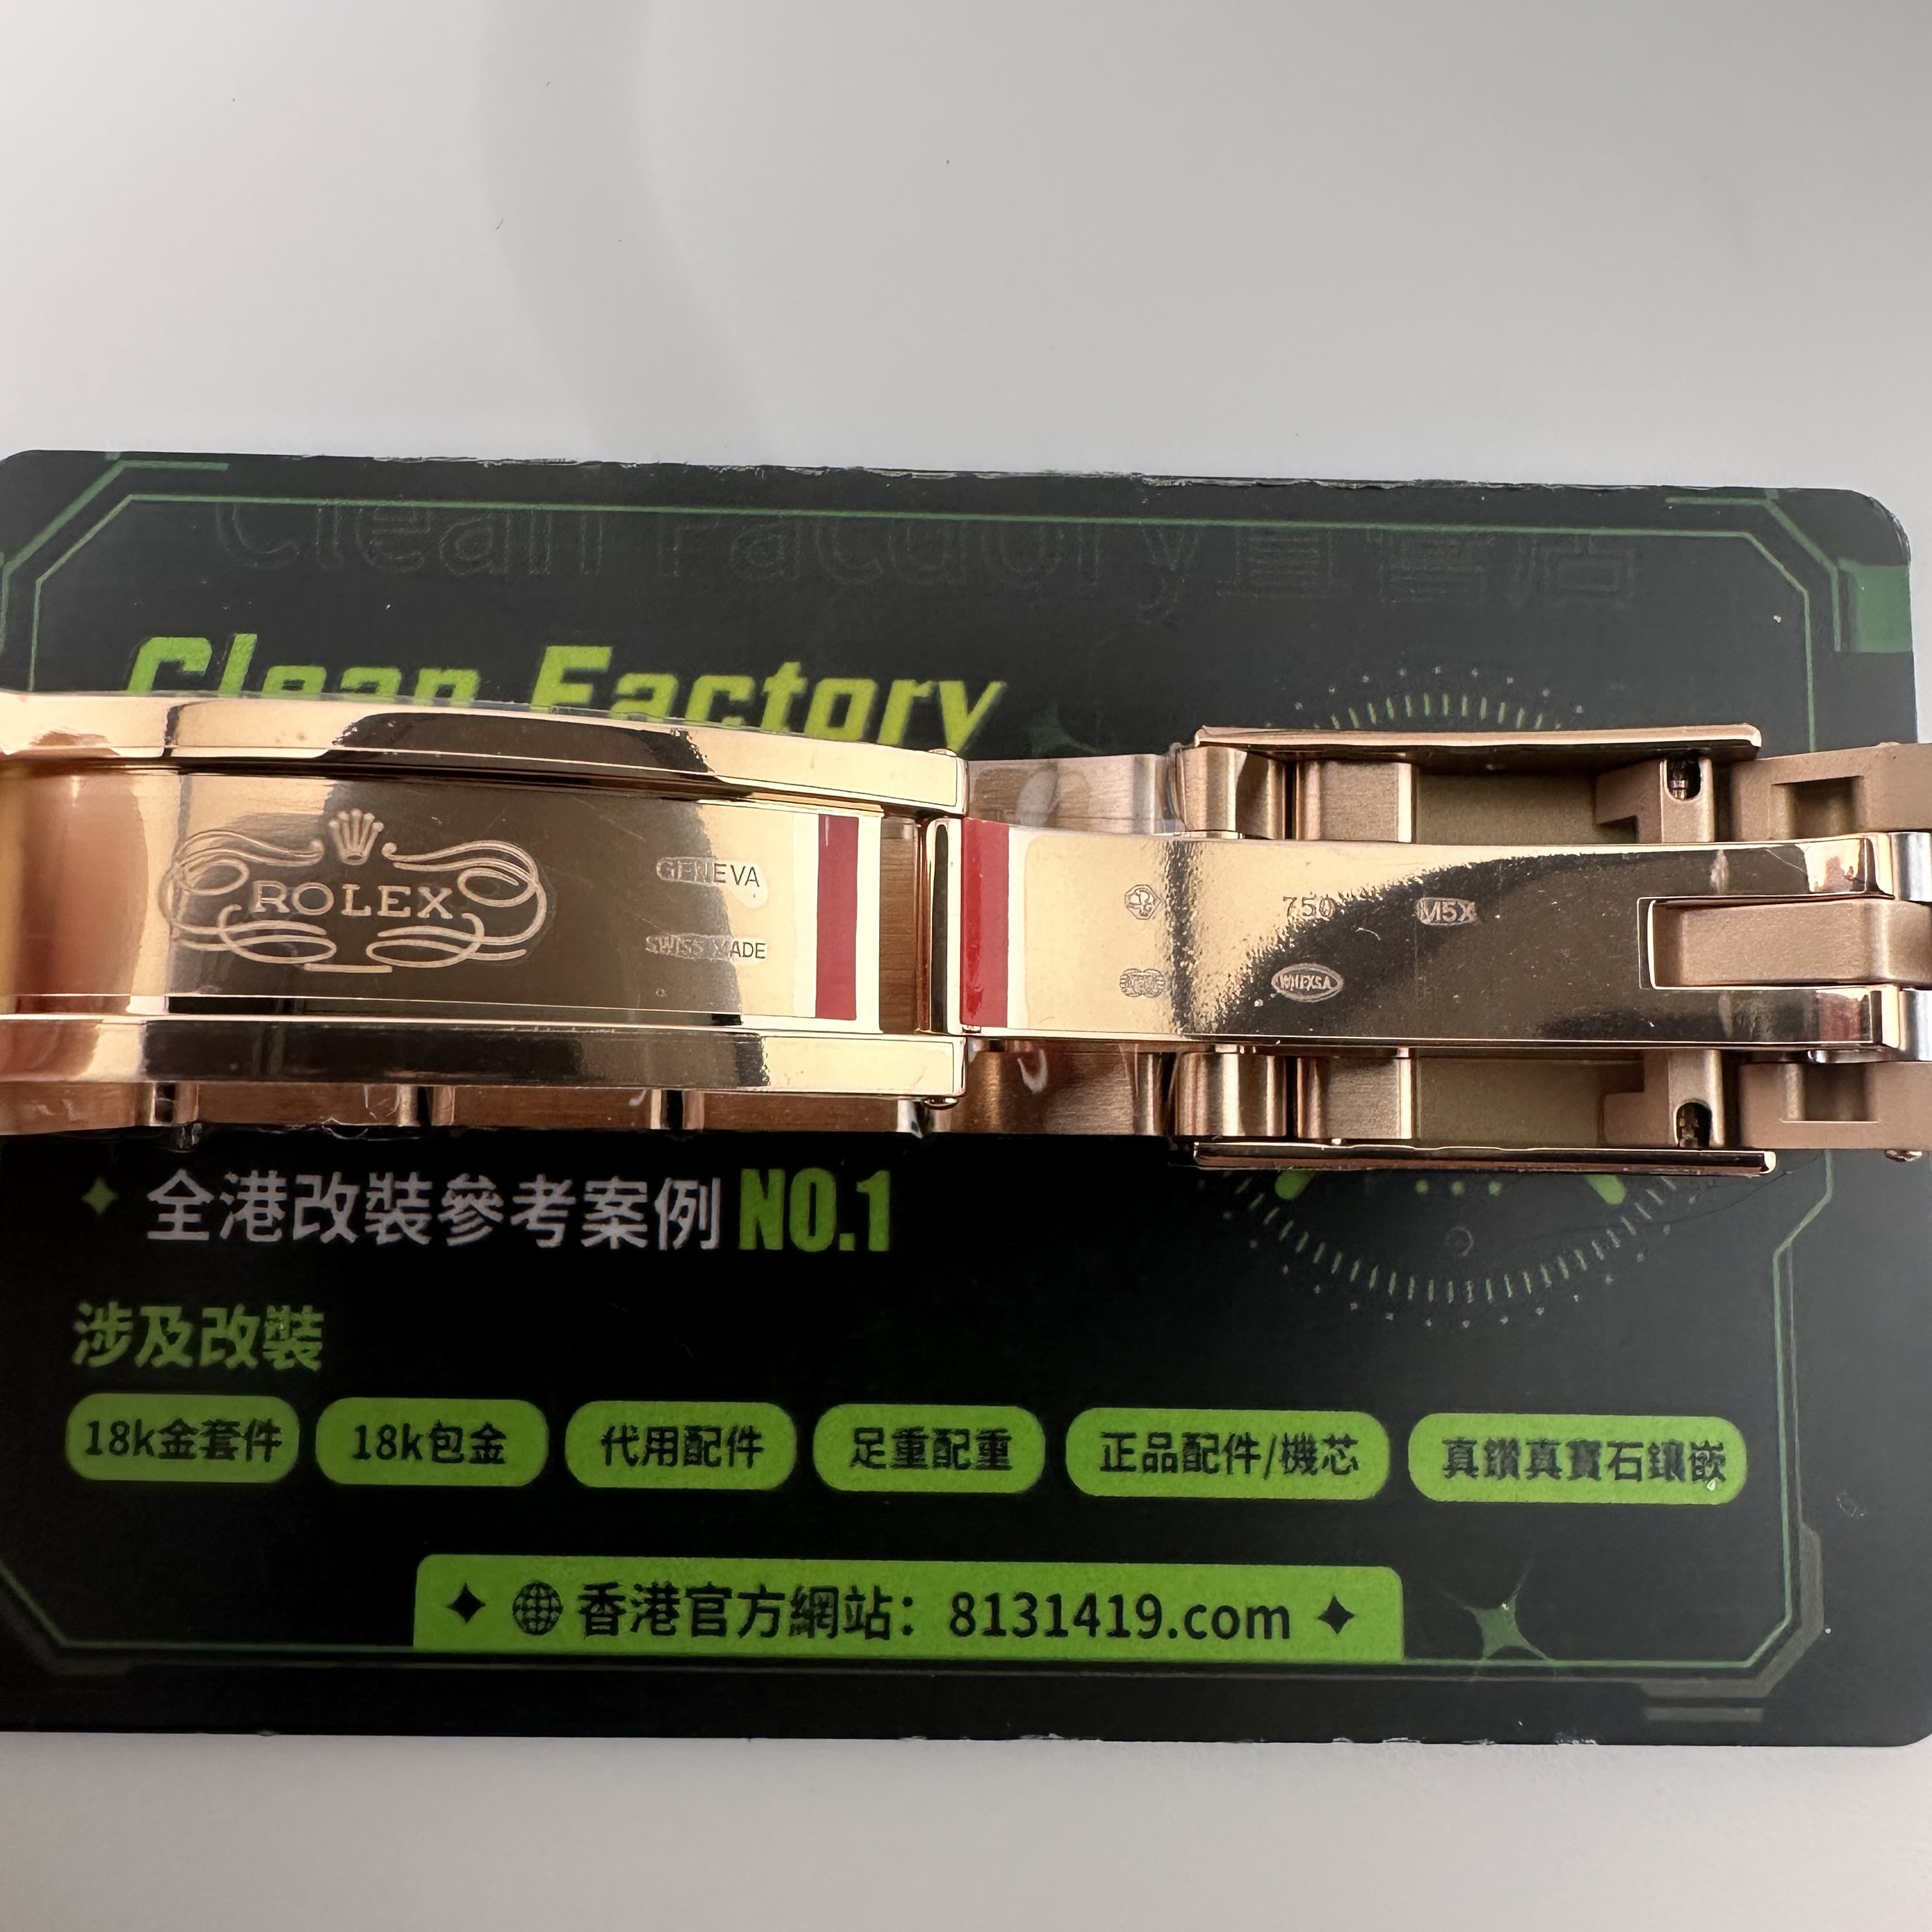 Clean Factory
Clean Factory
ROLEX
GENEVA
SWISS MADE
750
M5X
全港改裝參考案例 NO.1
涉及改裝
18k金套件
18k包金
代用配件
足重配重
正品配件/機芯
真鑽真寶石鑲嵌
香港官方網站：8131419.com